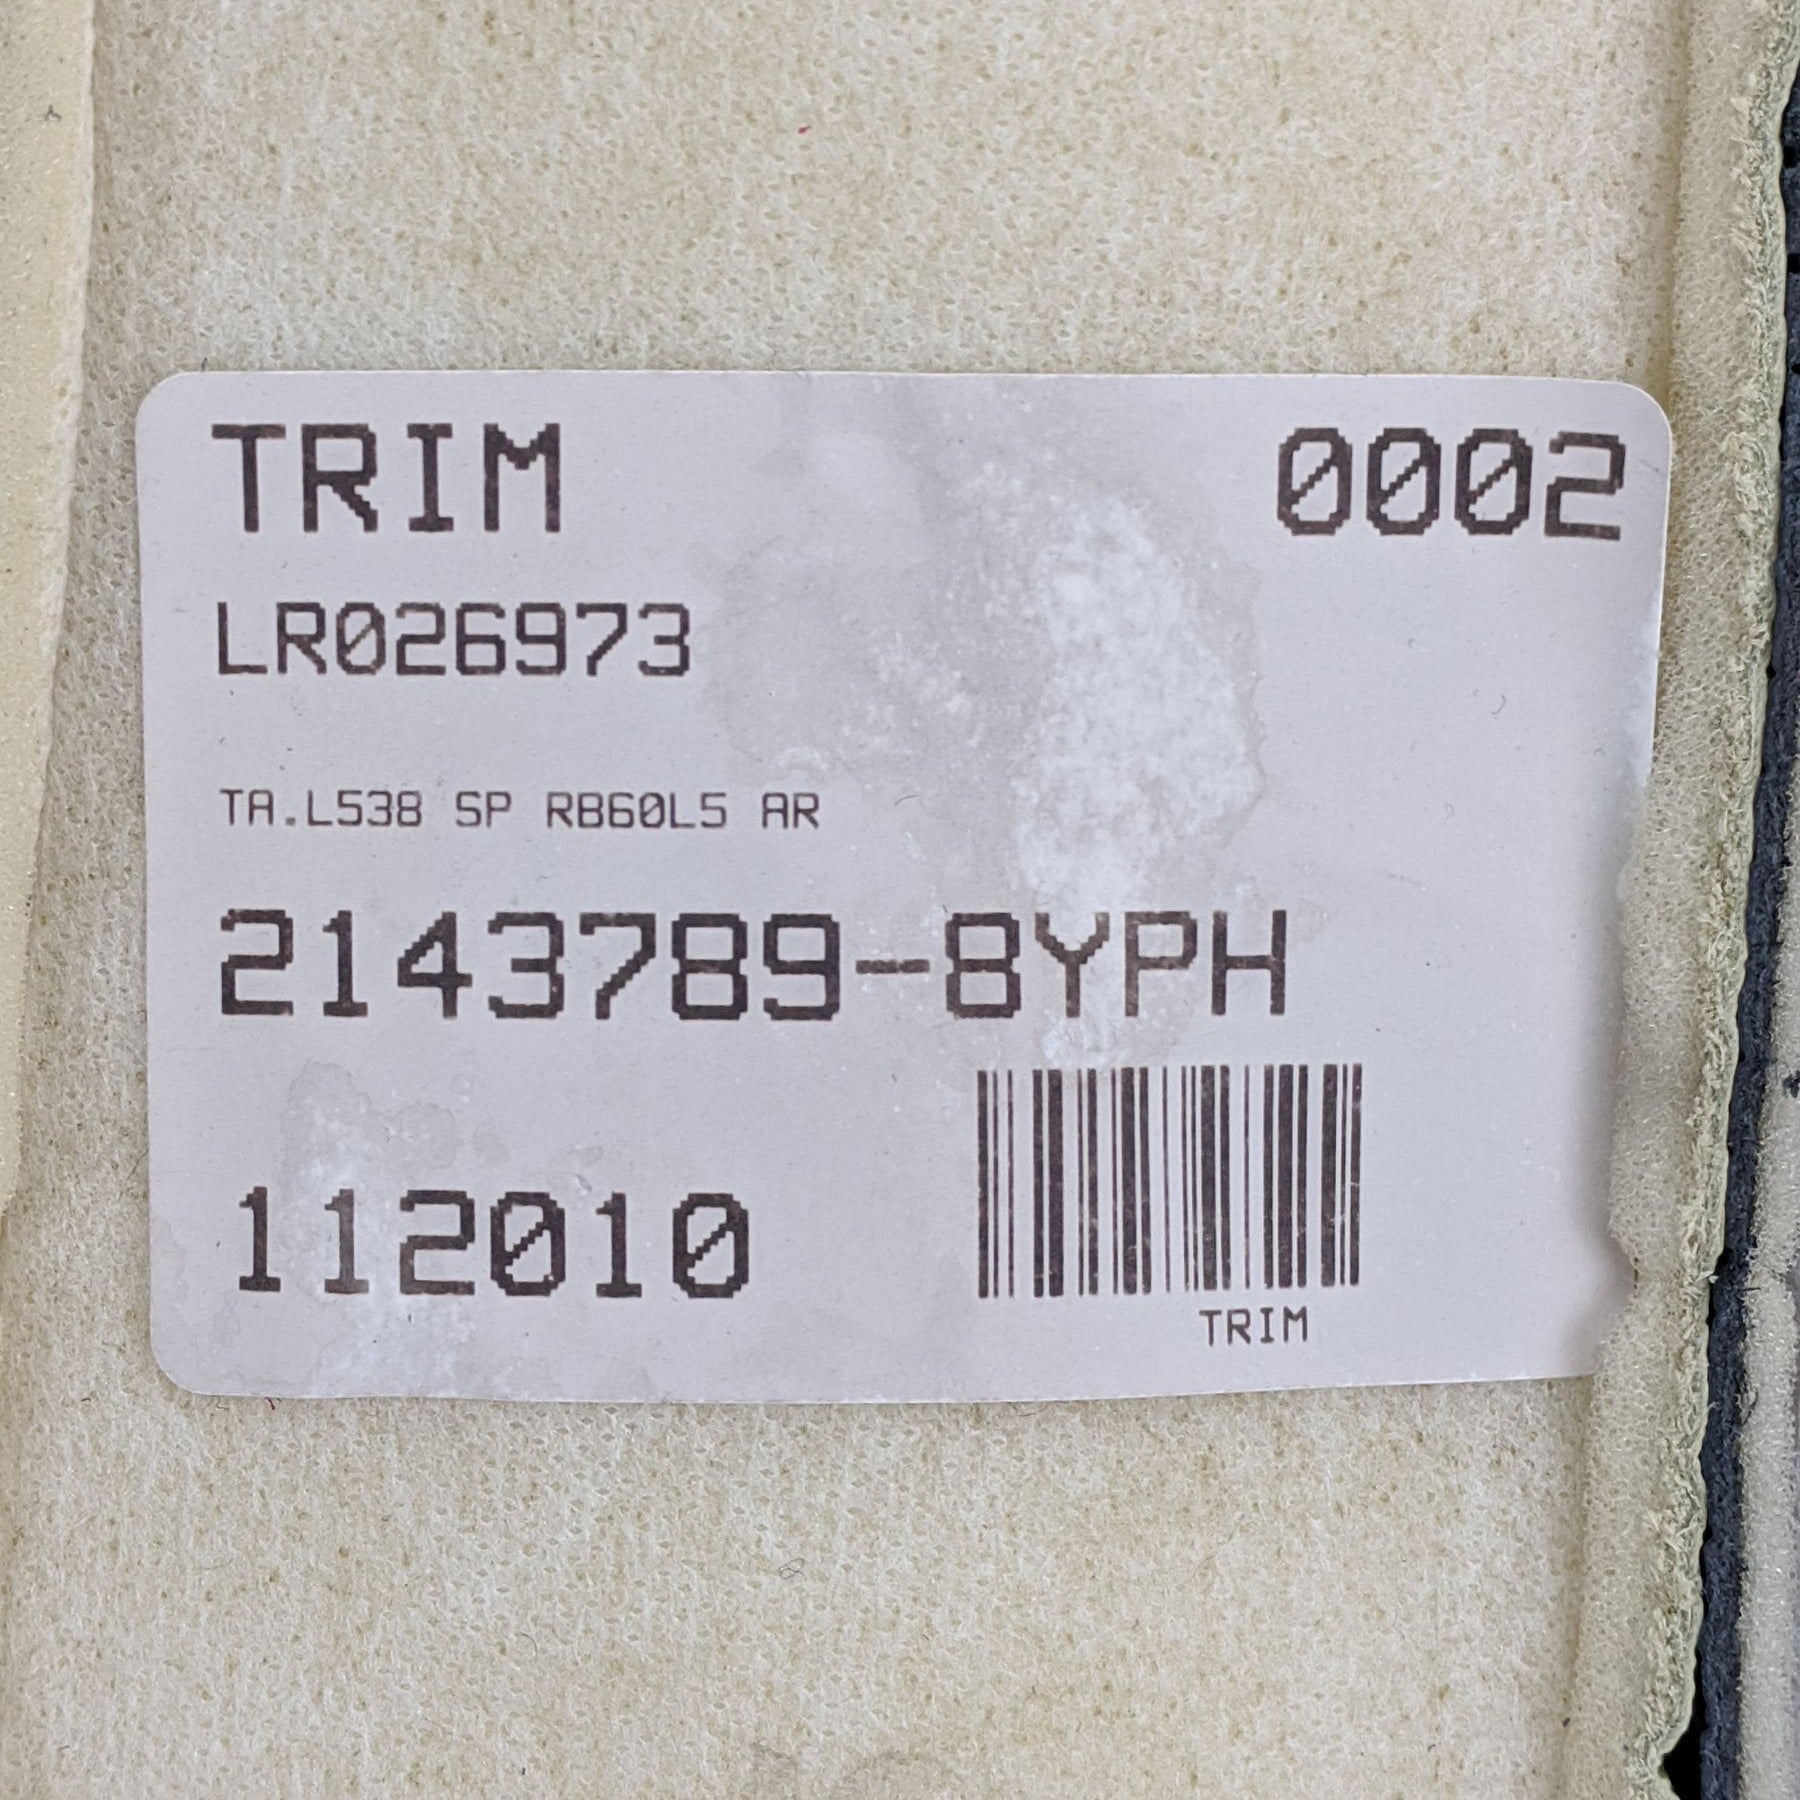 TRIM 0002
LR026973
TA.L538 SP RB60L5 AR
2143789-8YPH
112010
TRIM